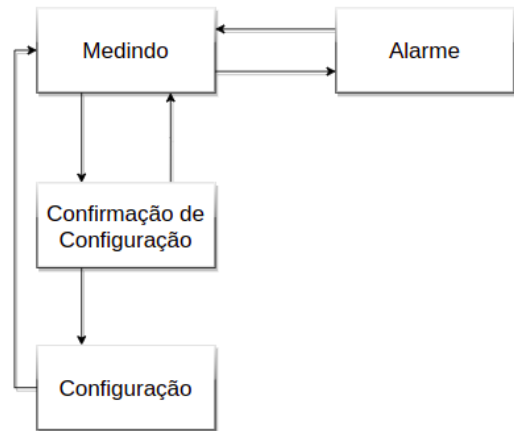 Medindo
Alarme
Confirmação de
Configuração
Configuração